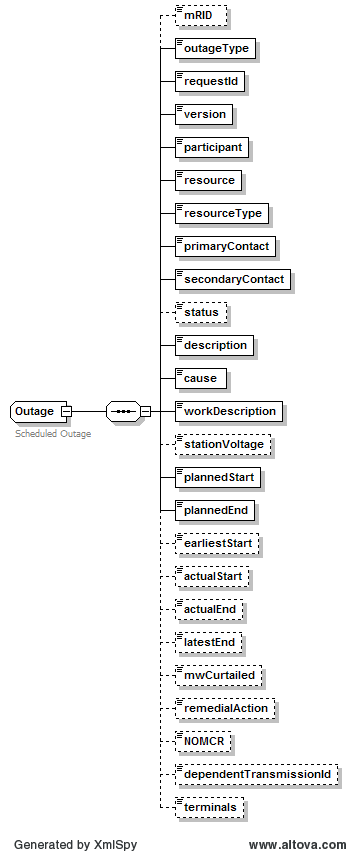 mRID
outageType
requestId
version
participant
resource
resourceType
primaryContact
secondaryContact
status
description
cause
Outage
workDescription
Scheduled Outage
stationVoltage
plannedStart
plannedEnd
earliestStart
actualStart
actualEnd
latestEnd
mwCurtailed
remedialAction
NOMCR
dependentTransmissionId
terminals
Generated by XmlSpy www.altova.com